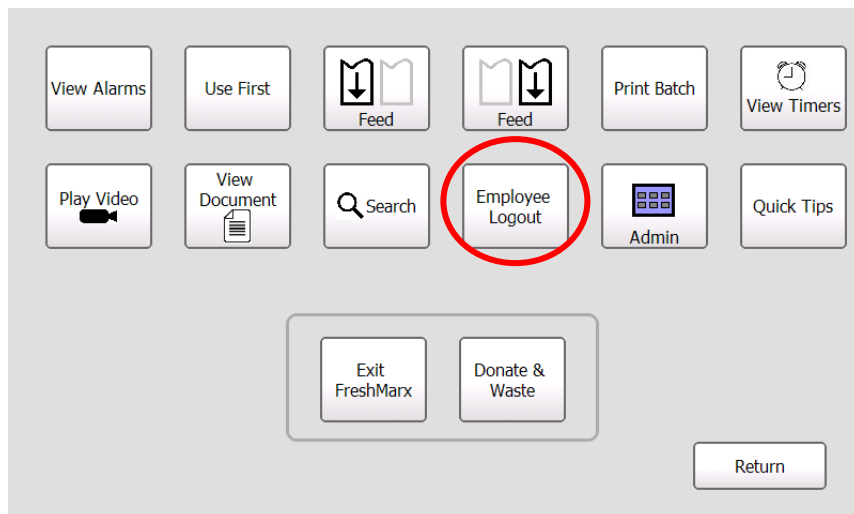 View Alarms
Use First
Feed
Feed
Print Batch
View Timers
Play Video
View
Document
Search
Employee
Logout
Admin
Quick Tips
Exit
FreshMarx
Donate &
Waste
Return